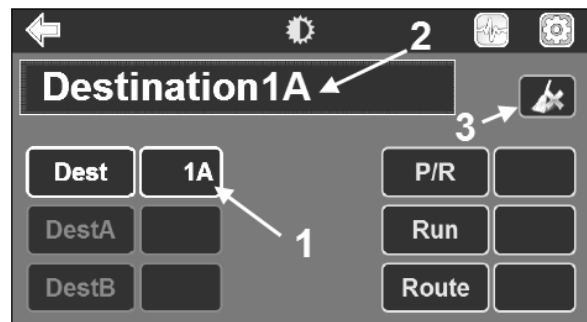 2
Destination1A
3
Dest 1A P/R
DestA 1 Run
DestB Route